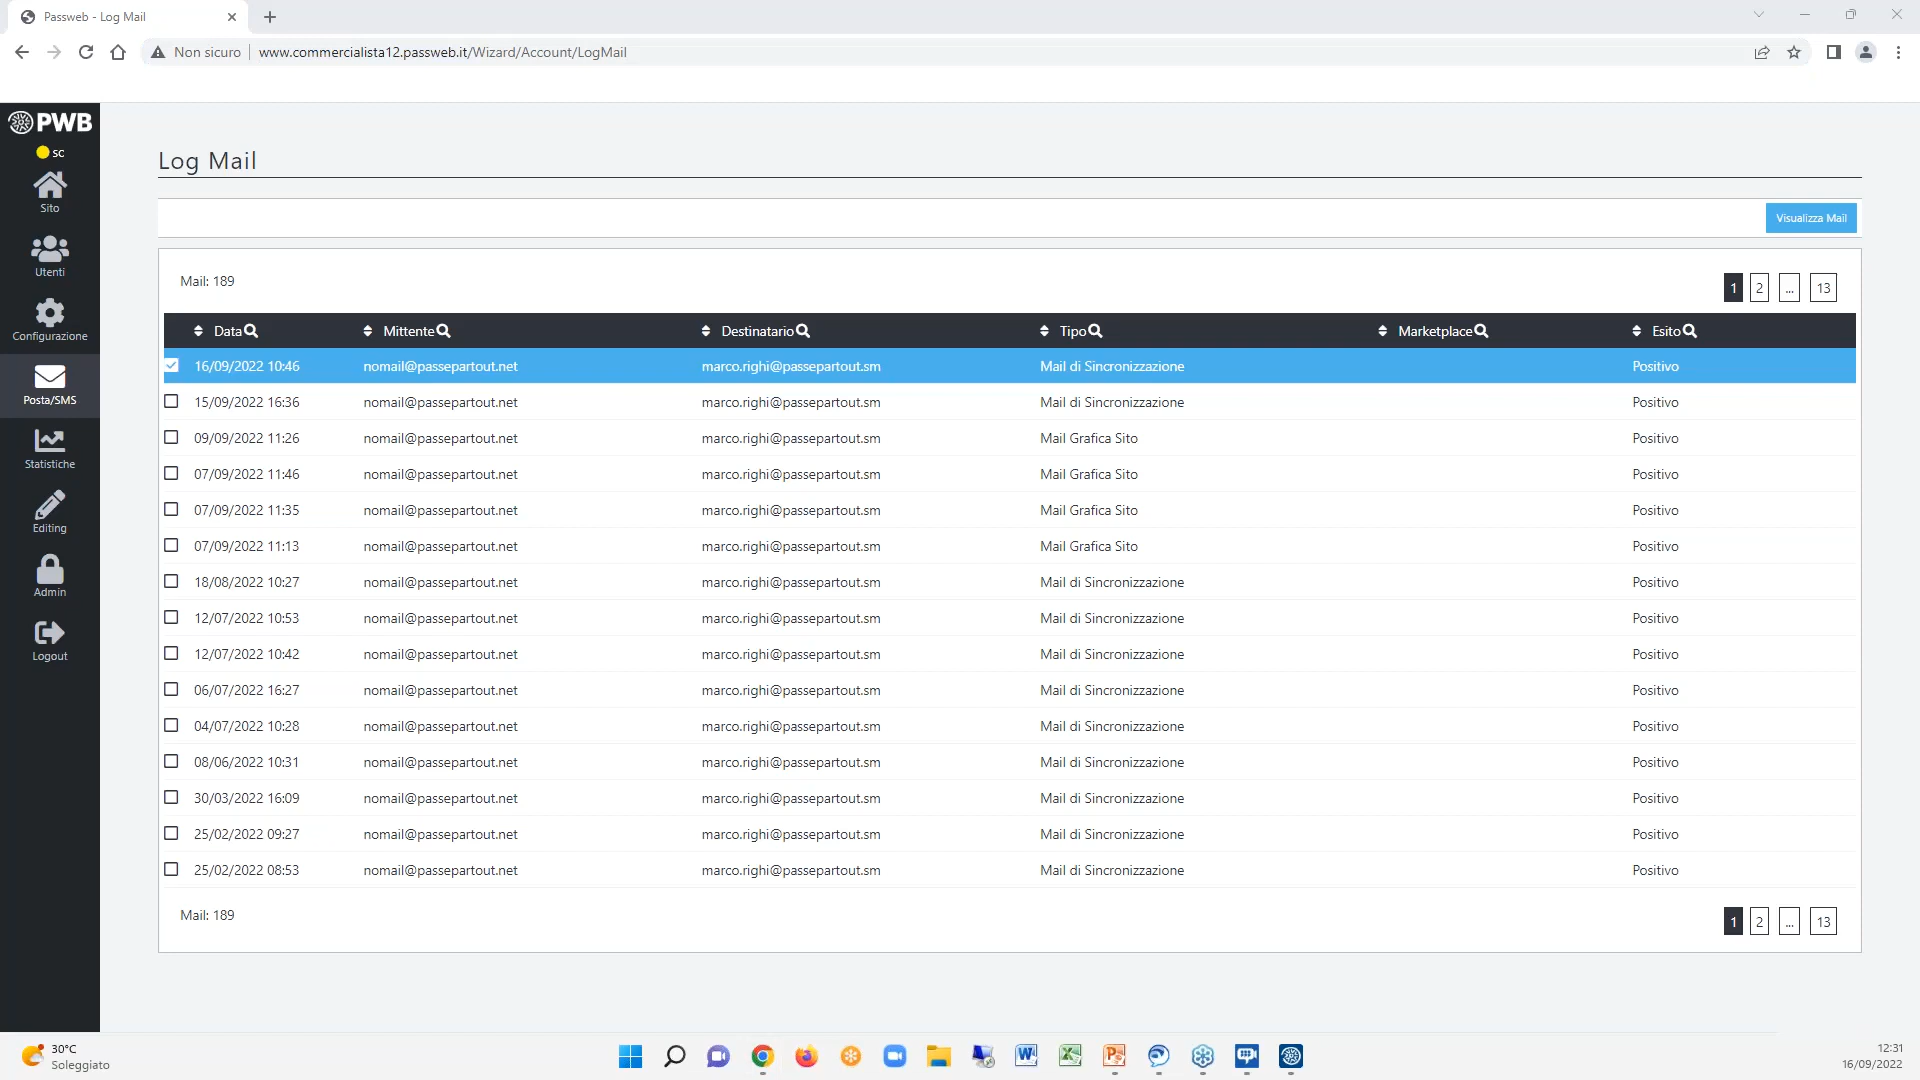 Passweb - Log Mail
Non sicuro www.commercialista12.passweb.it/Wizard/Account/LogMail
PWB
sc
Sito
Utenti
Configurazione
Posta/SMS
Statistiche
Editing
Admin
Logout
Log Mail
Visualizza Mail
Mail: 189
1 2 ... 13
Data Mittente Destinatario Tipo Marketplace Esito
16/09/2022 10:46 nomail@passepartout.net marco.righi@passepartout.sm Mail di Sincronizzazione Positivo
15/09/2022 16:36 nomail@passepartout.net marco.righi@passepartout.sm Mail di Sincronizzazione Positivo
09/09/2022 11:26 nomail@passepartout.net marco.righi@passepartout.sm Mail Grafica Sito Positivo
07/09/2022 11:46 nomail@passepartout.net marco.righi@passepartout.sm Mail Grafica Sito Positivo
07/09/2022 11:35 nomail@passepartout.net marco.righi@passepartout.sm Mail Grafica Sito Positivo
07/09/2022 11:13 nomail@passepartout.net marco.righi@passepartout.sm Mail Grafica Sito Positivo
18/08/2022 10:27 nomail@passepartout.net marco.righi@passepartout.sm Mail di Sincronizzazione Positivo
12/07/2022 10:53 nomail@passepartout.net marco.righi@passepartout.sm Mail di Sincronizzazione Positivo
12/07/2022 10:42 nomail@passepartout.net marco.righi@passepartout.sm Mail di Sincronizzazione Positivo
06/07/2022 16:27 nomail@passepartout.net marco.righi@passepartout.sm Mail di Sincronizzazione Positivo
04/07/2022 10:28 nomail@passepartout.net marco.righi@passepartout.sm Mail di Sincronizzazione Positivo
08/06/2022 10:31 nomail@passepartout.net marco.righi@passepartout.sm Mail di Sincronizzazione Positivo
30/03/2022 16:09 nomail@passepartout.net marco.righi@passepartout.sm Mail di Sincronizzazione Positivo
25/02/2022 09:27 nomail@passepartout.net marco.righi@passepartout.sm Mail di Sincronizzazione Positivo
25/02/2022 08:53 nomail@passepartout.net marco.righi@passepartout.sm Mail di Sincronizzazione Positivo
Mail: 189
1 2 ... 13
30°C
Soleggiato
12:31
16/09/2022